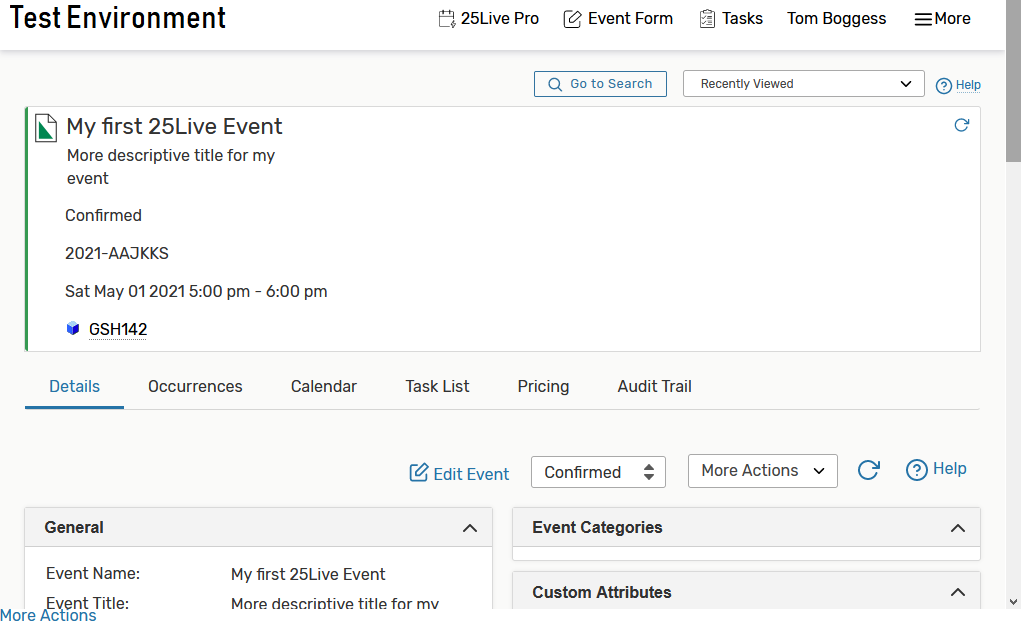 Test Environment
25Live Pro
Event Form
Tasks
Tom Boggess
More
Go to Search
Recently Viewed
Help
My first 25Live Event
More descriptive title for my
event
Confirmed
2021-AAJKKS
Sat May 01 2021 5:00 pm - 6:00 pm
GSH142
Details
Occurrences
Calendar
Task List
Pricing
Audit Trail
Edit Event
Confirmed
More Actions
Help
General
Event Name:
My first 25Live Event
Event Title:
More descriptive title for my
Event Categories
Custom Attributes
More Actions